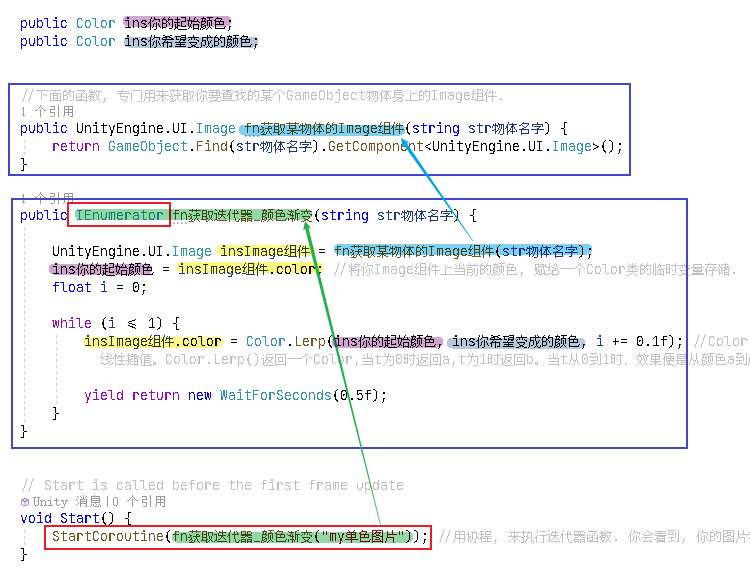 public Color ins你的起始颜色;
public Color ins你希望变成的颜色;
//下面的函数, 专门用来获取你要查找的某个GameObject物体身上的Image组件.
1 个引用
public UnityEngine.UI.Image fn获取某物体的Image组件(string str物体名字) {
return GameObject.Find(str物体名字).GetComponent<UnityEngine.UI.Image>();
}
1 个引用
public IEnumerator fn获取迭代器_颜色渐变(string str物体名字) {
UnityEngine.UI.Image insImage组件 = fn获取某物体的Image组件(str物体名字);
ins你的起始颜色 = insImage组件.color; //将你Image组件上当前的颜色, 赋给一个Color类的临时变量存储.
float i = 0;
while (i <= 1) {
insImage组件.color = Color.Lerp(ins你的起始颜色, ins你希望变成的颜色, i += 0.1f); //Color
线性插值。Color.Lerp()返回一个Color,当t为0时返回a,t为1时返回b。当t从0到1时，效果便是从颜色a到
yield return new WaitForSeconds(0.5f);
}
}
// Start is called before the first frame update
Unity 消息|0 个引用
void Start() {
StartCoroutine(fn获取迭代器_颜色渐变("my单色图片")); //用协程, 来执行迭代器函数. 你会看到, 你的图片
}